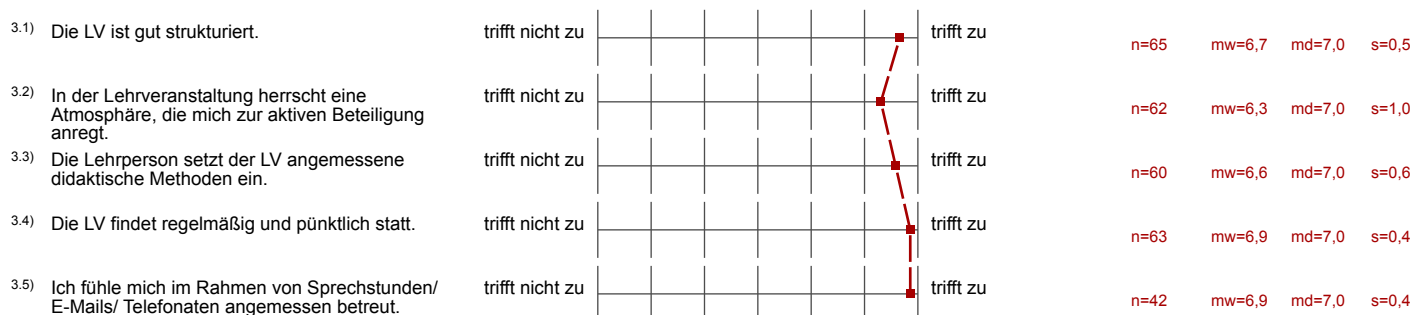 3.1) Die LV ist gut strukturiert. trifft nicht zu trifft zu n=65 mw=6,7 md=7,0 s=0,5
3.2) In der Lehrveranstaltung herrscht eine trifft nicht zu trifft zu n=62 mw=6,3 md=7,0 s=1,0
Atmosphäre, die mich zur aktiven Beteiligung
anregt.
3.3) Die Lehrperson setzt der LV angemessene trifft nicht zu trifft zu n=60 mw=6,6 md=7,0 s=0,6
didaktische Methoden ein.
3.4) Die LV findet regelmäßig und pünktlich statt. trifft nicht zu trifft zu n=63 mw=6,9 md=7,0 s=0,4
3.5) Ich fühle mich im Rahmen von Sprechstunden/ trifft nicht zu trifft zu n=42 mw=6,9 md=7,0 s=0,4
E-Mails/ Telefonaten angemessen betreut.